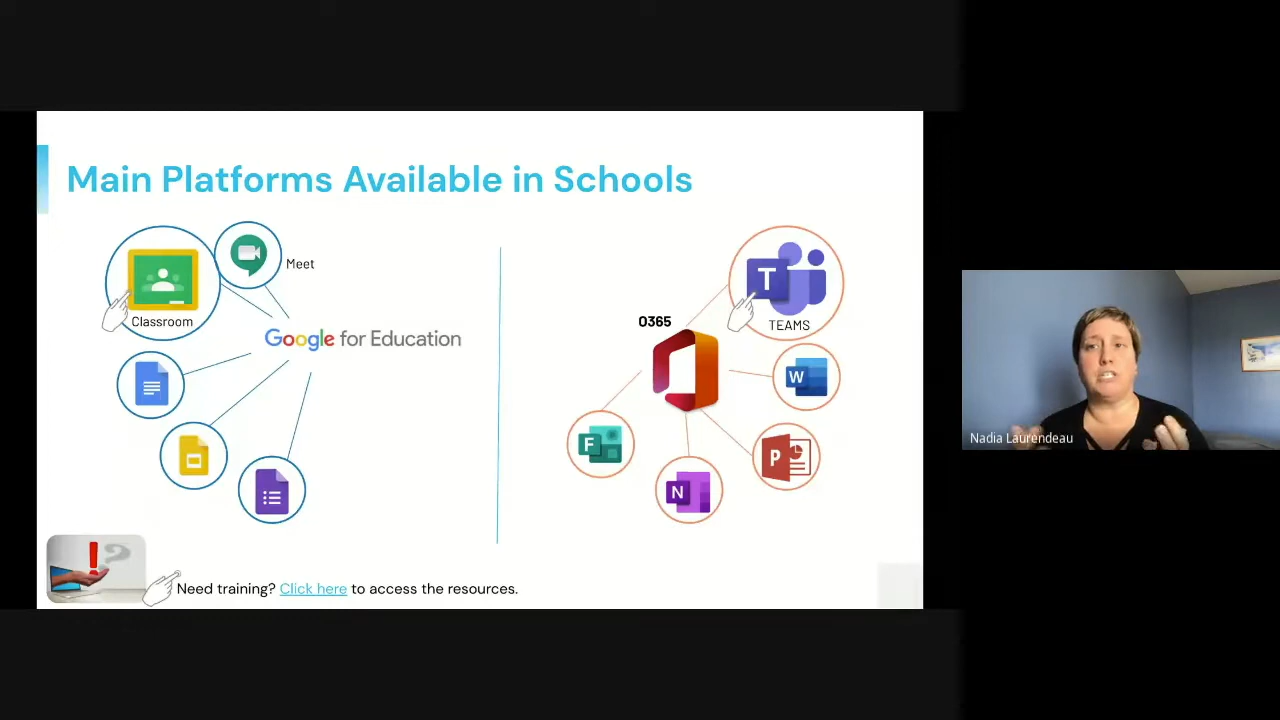 Main Platforms Available in Schools
Meet
Classroom
Google for Education
O365
T
TEAMS
W
F
P
N
Need training? Click here to access the resources.
Nadia Laurendeau